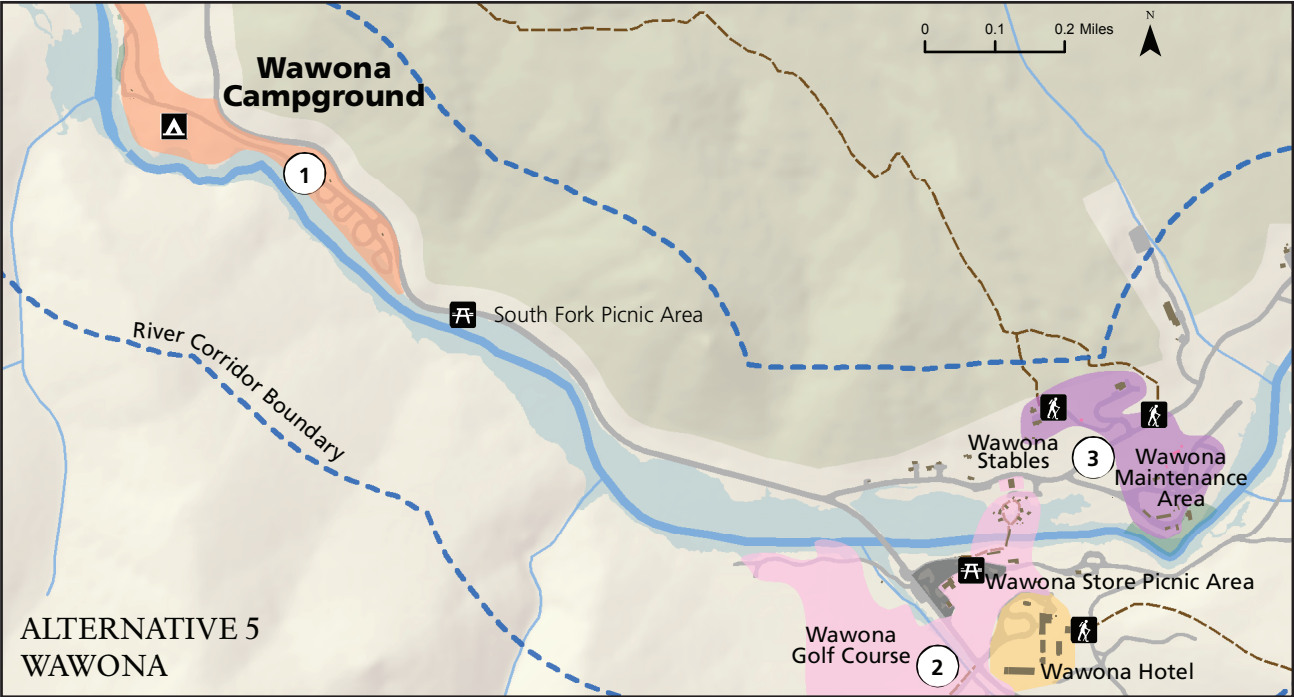 N
0 0.1 0.2 Miles
Wawona
Campground
1
South Fork Picnic Area
River Corridor Boundary
Wawona
Stables
3
Wawona
Maintenance
Area
Wawona Store Picnic Area
Wawona
Golf Course
2
Wawona Hotel
ALTERNATIVE 5
WAWONA